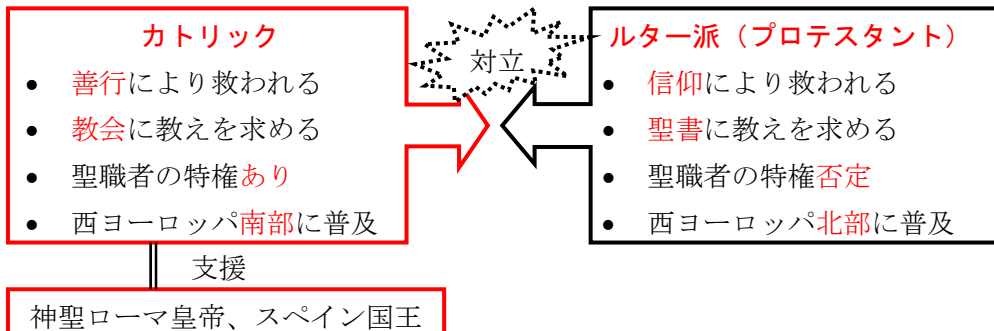 カトリック
• 善行により救われる
• 教会に教えを求める
• 聖職者の特権あり
• 西ヨーロッパ南部に普及
対立
ルター派（プロテスタント）
• 信仰により救われる
• 聖書に教えを求める
• 聖職者の特権否定
• 西ヨーロッパ北部に普及
支援
神聖ローマ皇帝、スペイン国王